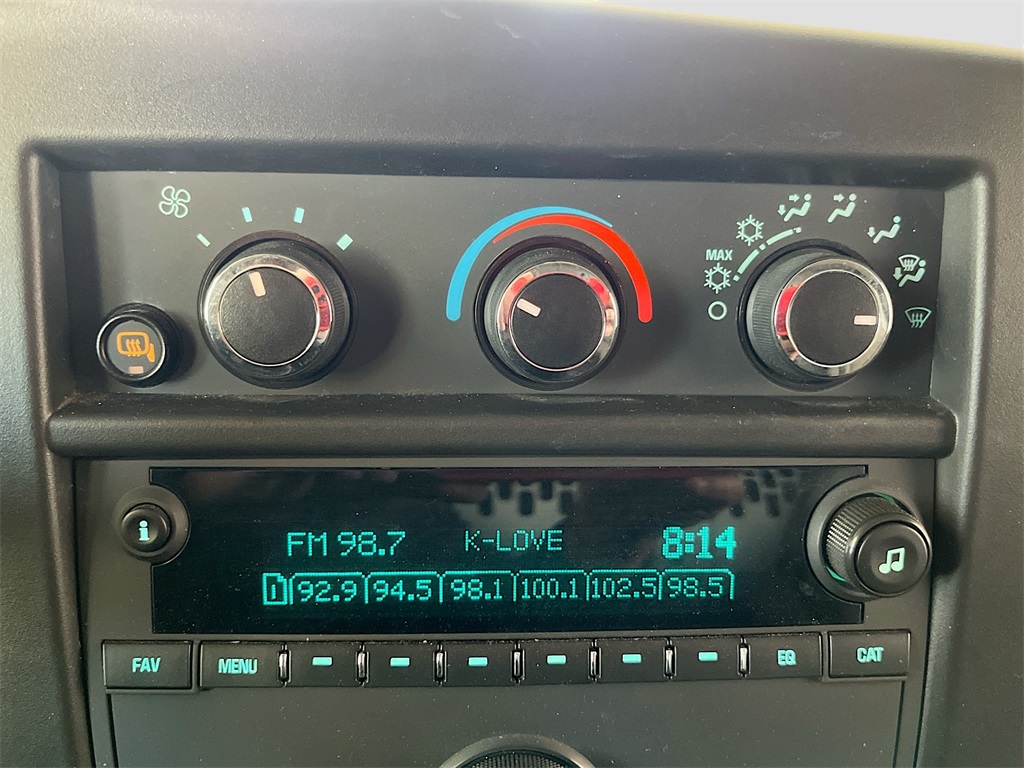 MAX
i
FM 98.7 K-LOVE 8:14
1 92.9 94.5 98.1 100.1 102.5 98.5
FAV MENU EQ CAT